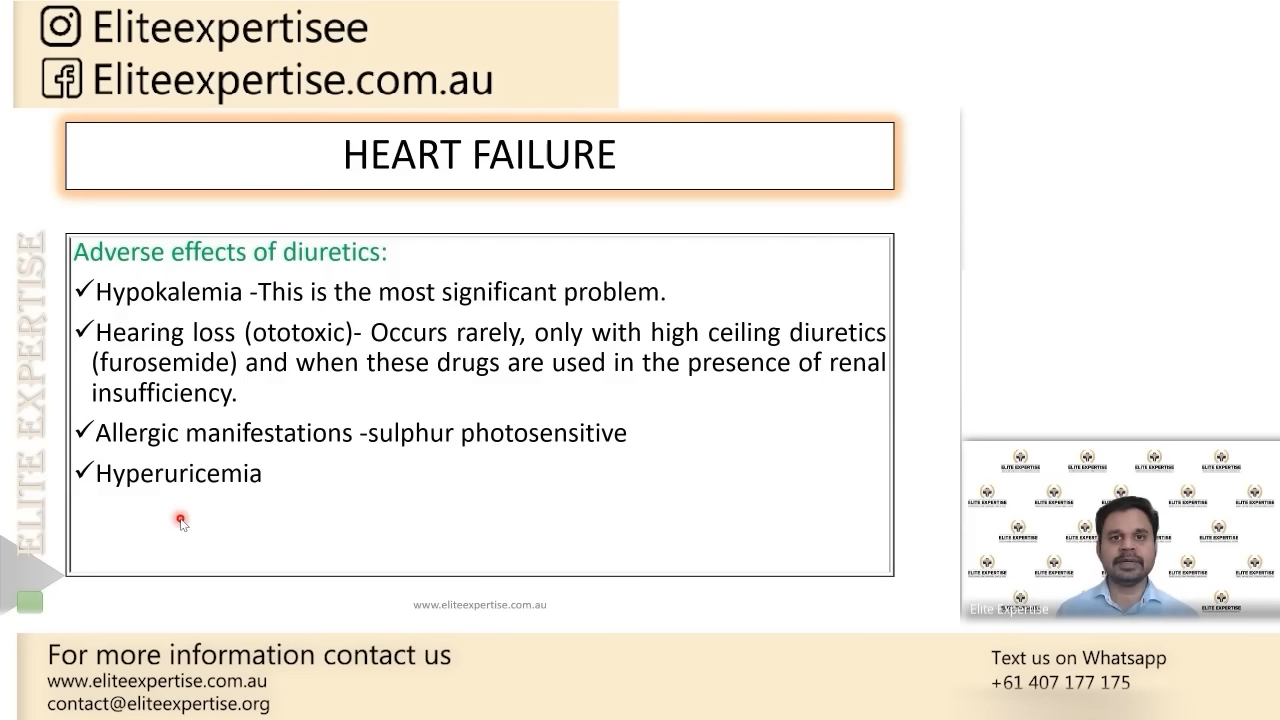 Eliteexpertisee
Eliteexpertise.com.au
HEART FAILURE
ELITE EXPERTISE
Adverse effects of diuretics:
✓Hypokalemia -This is the most significant problem.
✓Hearing loss (ototoxic)- Occurs rarely, only with high ceiling diuretics
(furosemide) and when these drugs are used in the presence of renal
insufficiency.
✓Allergic manifestations -sulphur photosensitive
✓Hyperuricemia
www.eliteexpertise.com.au
ELITE EXPERTISE
Elite Expertise
For more information contact us
www.eliteexpertise.com.au
contact@eliteexpertise.org
Text us on Whatsapp
+61 407 177 175